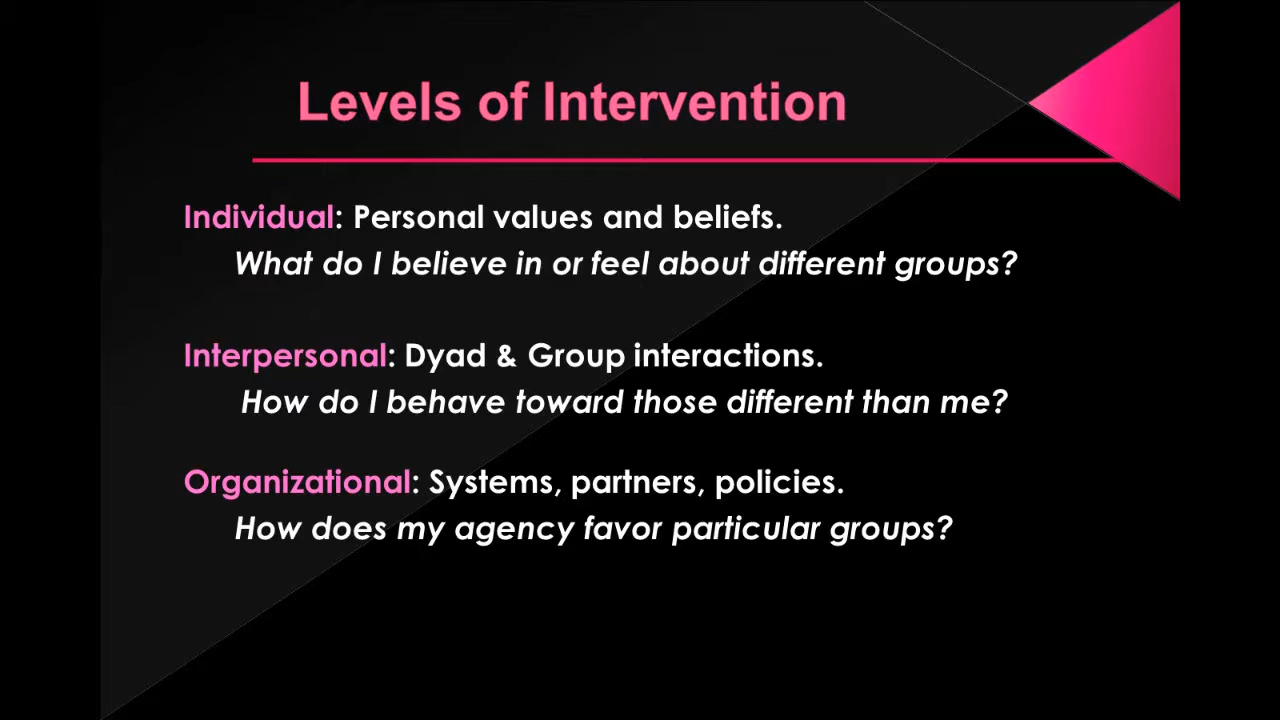 Levels of Intervention
Individual: Personal values and beliefs.
What do I believe in or feel about different groups?
Interpersonal: Dyad & Group interactions.
How do I behave toward those different than me?
Organizational: Systems, partners, policies.
How does my agency favor particular groups?